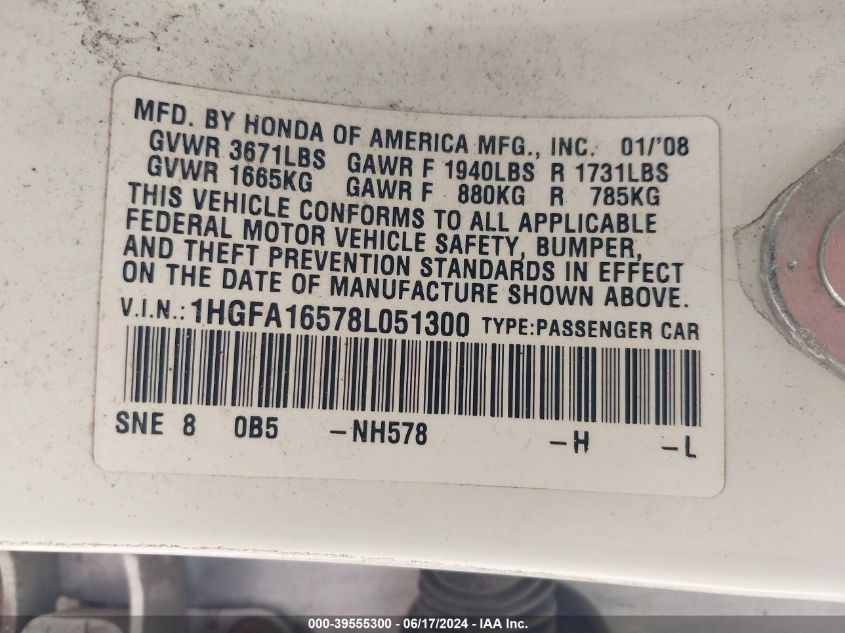 MFD. BY HONDA OF AMERICA MFG., INC. 01/'08
GVWR 3671LBS GAWR F 1940LBS R 1731LBS
GVWR 1665KG GAWR F 880KG R 785KG
THIS VEHICLE CONFORMS TO ALL APPLICABLE
FEDERAL MOTOR VEHICLE SAFETY, BUMPER,
AND THEFT PREVENTION STANDARDS IN EFFECT
ON THE DATE OF MANUFACTURE SHOWN ABOVE.
V.I.N.: 1HGFA16578L051300 TYPE:PASSENGER CAR
SNE 8 0B5 -NH578 -H -L
000-39555300 - 06/17/2024 - IAA Inc.